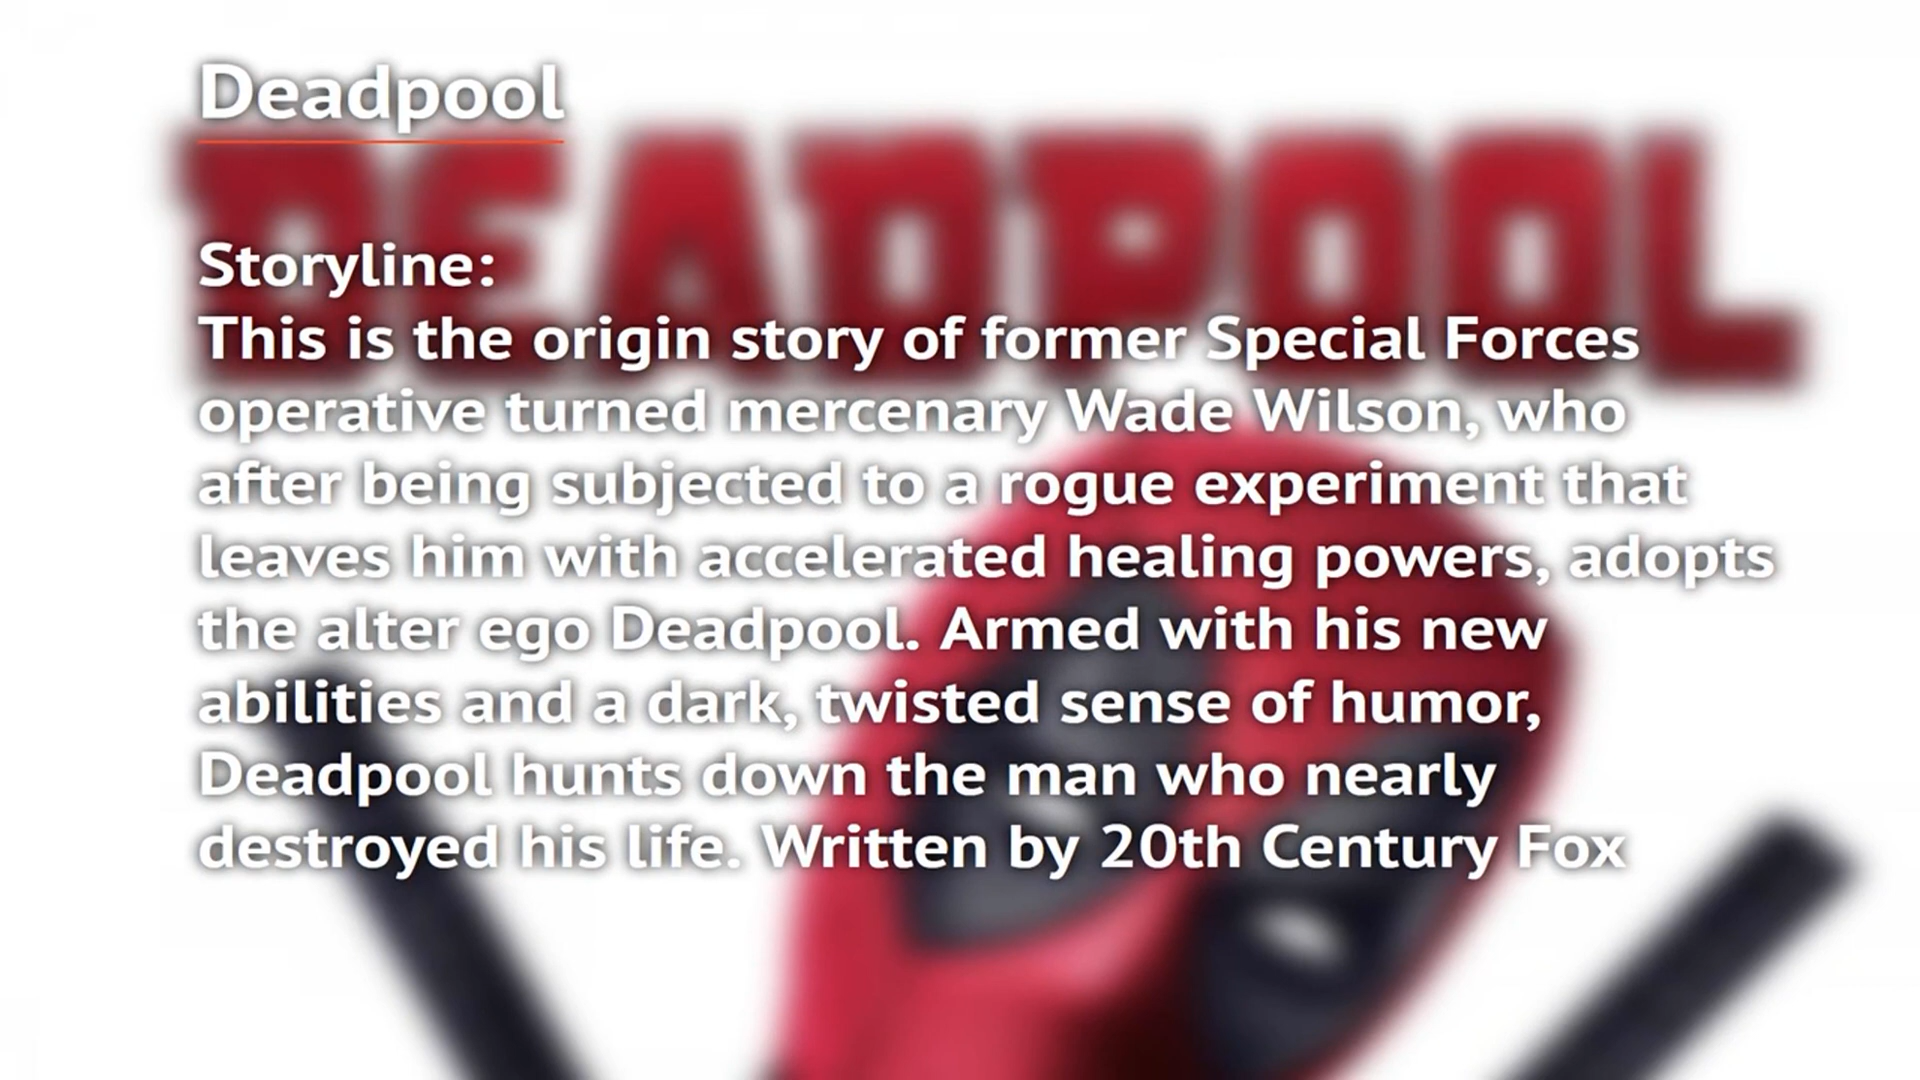 Deadpool
DEADPOOL
Storyline:
This is the origin story of former Special Forces
operative turned mercenary Wade Wilson, who
after being subjected to a rogue experiment that
leaves him with accelerated healing powers, adopts
the alter ego Deadpool. Armed with his new
abilities and a dark, twisted sense of humor,
Deadpool hunts down the man who nearly
destroyed his life. Written by 20th Century Fox